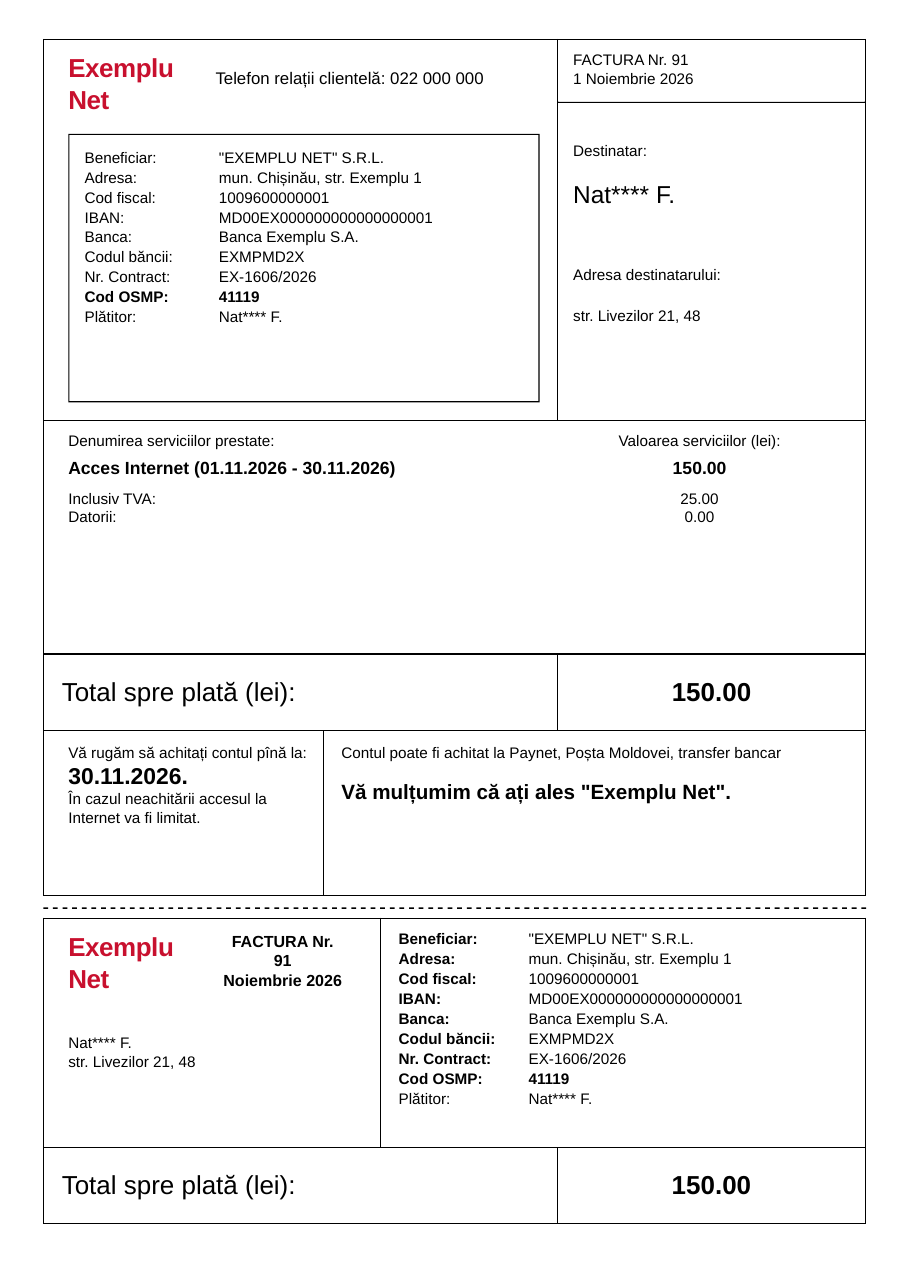 Exemplu
Net
Telefon relații clientelă: 022 000 000
FACTURA Nr. 91
1 Noiembrie 2026
Beneficiar: "EXEMPLU NET" S.R.L.
Adresa: mun. Chișinău, str. Exemplu 1
Cod fiscal: 1009600000001
IBAN: MD00EX000000000000000001
Banca: Banca Exemplu S.A.
Codul băncii: EXMPMD2X
Nr. Contract: EX-1606/2026
Cod OSMP: 41119
Plătitor: Nat**** F.
Destinatar:
Nat**** F.
Adresa destinatarului:
str. Livezilor 21, 48
Denumirea serviciilor prestate: Valoarea serviciilor (lei):
Acces Internet (01.11.2026 - 30.11.2026) 150.00
Inclusiv TVA: 25.00
Datorii: 0.00
Total spre plată (lei): 150.00
Vă rugăm să achitați contul pînă la:
30.11.2026.
În cazul neachitării accesul la
Internet va fi limitat.
Contul poate fi achitat la Paynet, Poșta Moldovei, transfer bancar
Vă mulțumim că ați ales "Exemplu Net".
Exemplu
Net
FACTURA Nr.
91
Noiembrie 2026
Nat**** F.
str. Livezilor 21, 48
Beneficiar: "EXEMPLU NET" S.R.L.
Adresa: mun. Chișinău, str. Exemplu 1
Cod fiscal: 1009600000001
IBAN: MD00EX000000000000000001
Banca: Banca Exemplu S.A.
Codul băncii: EXMPMD2X
Nr. Contract: EX-1606/2026
Cod OSMP: 41119
Plătitor: Nat**** F.
Total spre plată (lei): 150.00